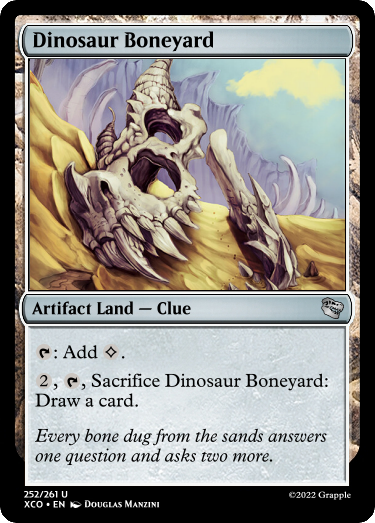 Dinosaur Boneyard
Artifact Land — Clue
: Add .
2, , Sacrifice Dinosaur Boneyard:
Draw a card.
Every bone dug from the sands answers
one question and asks two more.
252/261 U
XCO • EN Douglas Manzini
©2022 Grapple